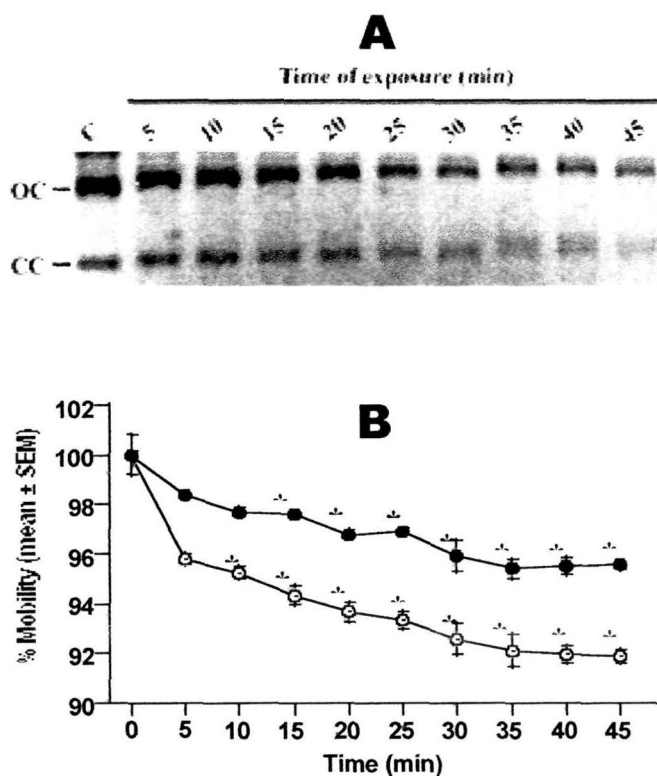 A
Time of exposure (min)
C 5 10 15 20 25 30 35 40 45
OC
CC
B
% Mobility (mean ± SEM)
102
100
98
96
94
92
90
0 5 10 15 20 25 30 35 40 45
Time (min)